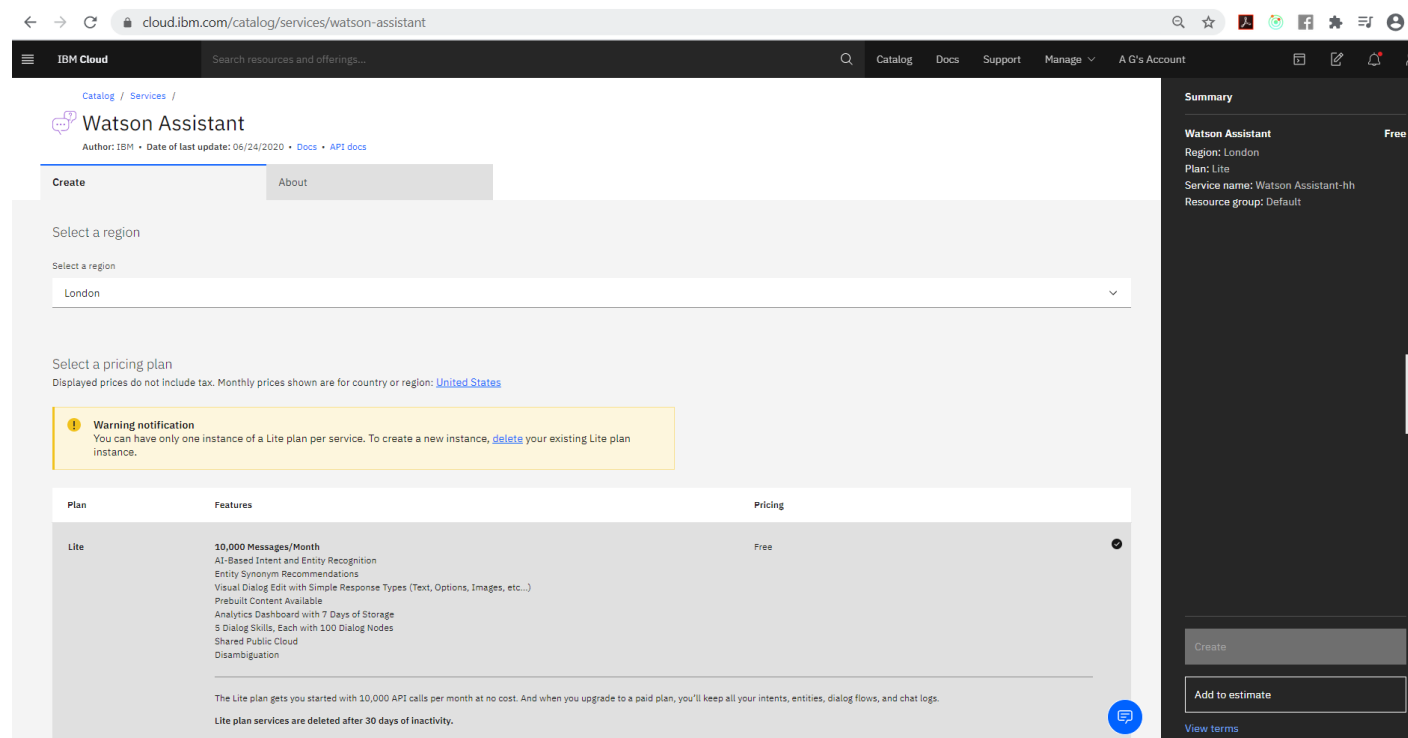 cloud.ibm.com/catalog/services/watson-assistant
IBM Cloud
Search resources and offerings...
Catalog
Docs
Support
Manage
A G's Account
Catalog / Services /
Watson Assistant
Author: IBM • Date of last update: 06/24/2020 • Docs • API docs
Create
About
Select a region
Select a region
London
Select a pricing plan
Displayed prices do not include tax. Monthly prices shown are for country or region: United States
Warning notification
You can have only one instance of a Lite plan per service. To create a new instance, delete your existing Lite plan
instance.
Plan
Features
Pricing
Lite
10,000 Messages/Month
Free
AI-Based Intent and Entity Recognition
Entity Synonym Recommendations
Visual Dialog Edit with Simple Response Types (Text, Options, Images, etc...)
Prebuilt Content Available
Analytics Dashboard with 7 Days of Storage
5 Dialog Skills, Each with 100 Dialog Nodes
Shared Public Cloud
Disambiguation
The Lite plan gets you started with 10,000 API calls per month at no cost. And when you upgrade to a paid plan, you'll keep all your intents, entities, dialog flows, and chat logs.
Lite plan services are deleted after 30 days of inactivity.
Summary
Watson Assistant
Free
Region: London
Plan: Lite
Service name: Watson Assistant-hh
Resource group: Default
Create
Add to estimate
View terms